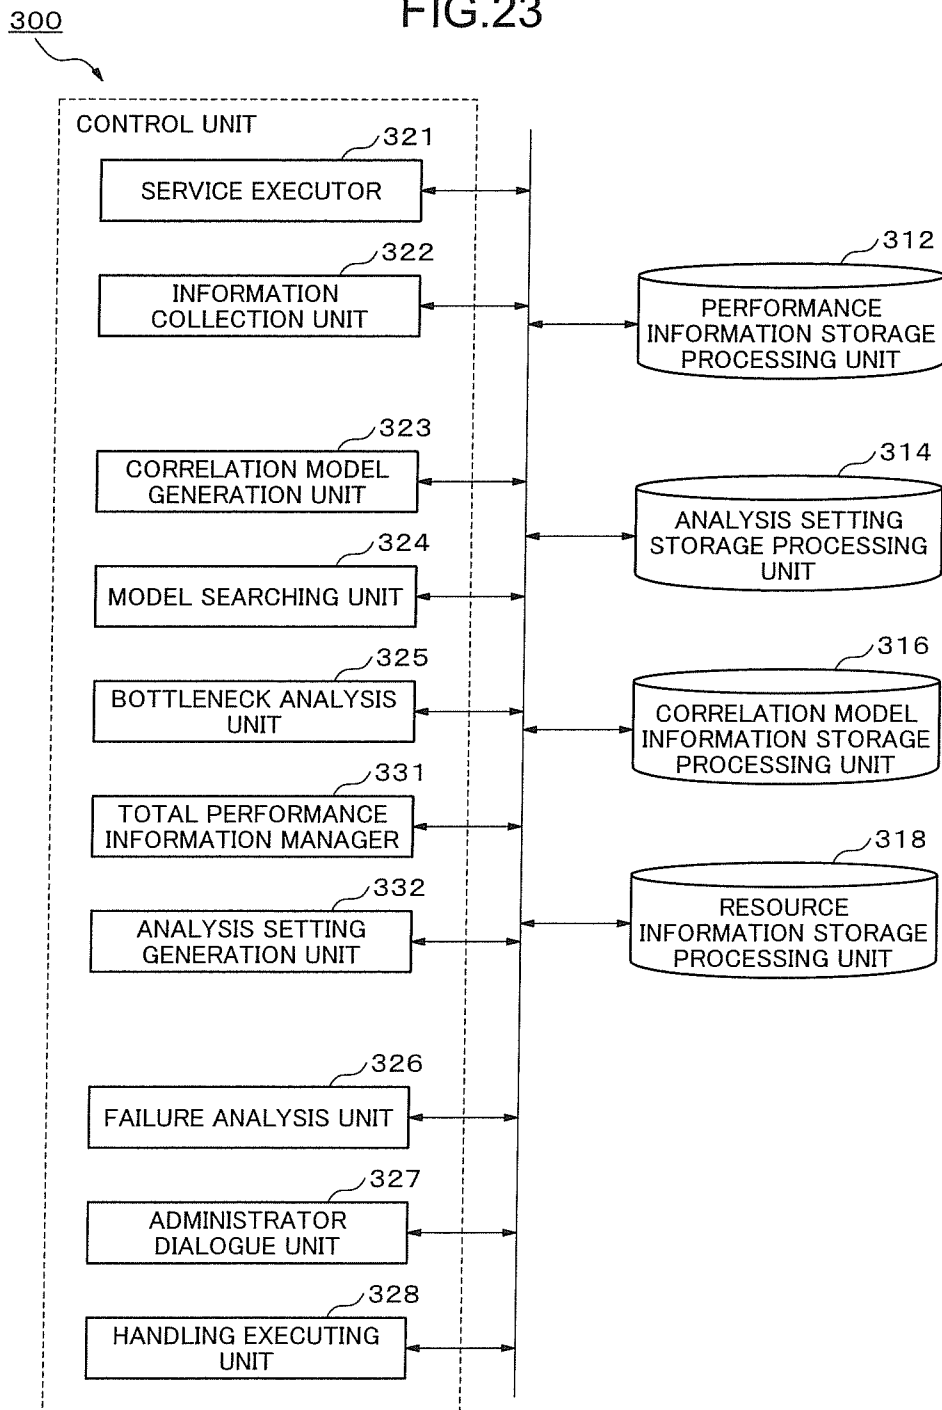 FIG.23
300
CONTROL UNIT
321
SERVICE EXECUTOR
322
INFORMATION
COLLECTION UNIT
312
PERFORMANCE
INFORMATION STORAGE
PROCESSING UNIT
323
CORRELATION MODEL
GENERATION UNIT
314
ANALYSIS SETTING
STORAGE PROCESSING
UNIT
324
MODEL SEARCHING UNIT
325
BOTTLENECK ANALYSIS
UNIT
316
CORRELATION MODEL
INFORMATION STORAGE
PROCESSING UNIT
331
TOTAL PERFORMANCE
INFORMATION MANAGER
332
ANALYSIS SETTING
GENERATION UNIT
318
RESOURCE
INFORMATION STORAGE
PROCESSING UNIT
326
FAILURE ANALYSIS UNIT
327
ADMINISTRATOR
DIALOGUE UNIT
328
HANDLING EXECUTING
UNIT